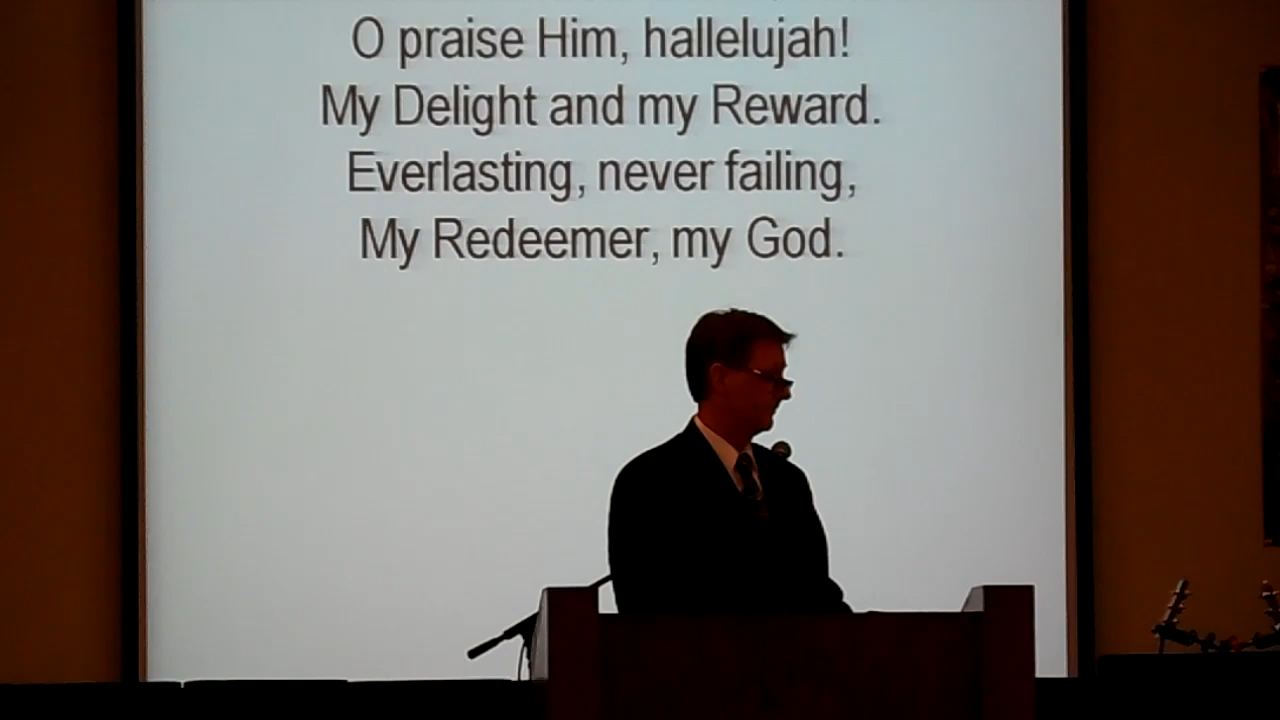 O praise Him, hallelujah!
My Delight and my Reward.
Everlasting, never failing,
My Redeemer, my God.